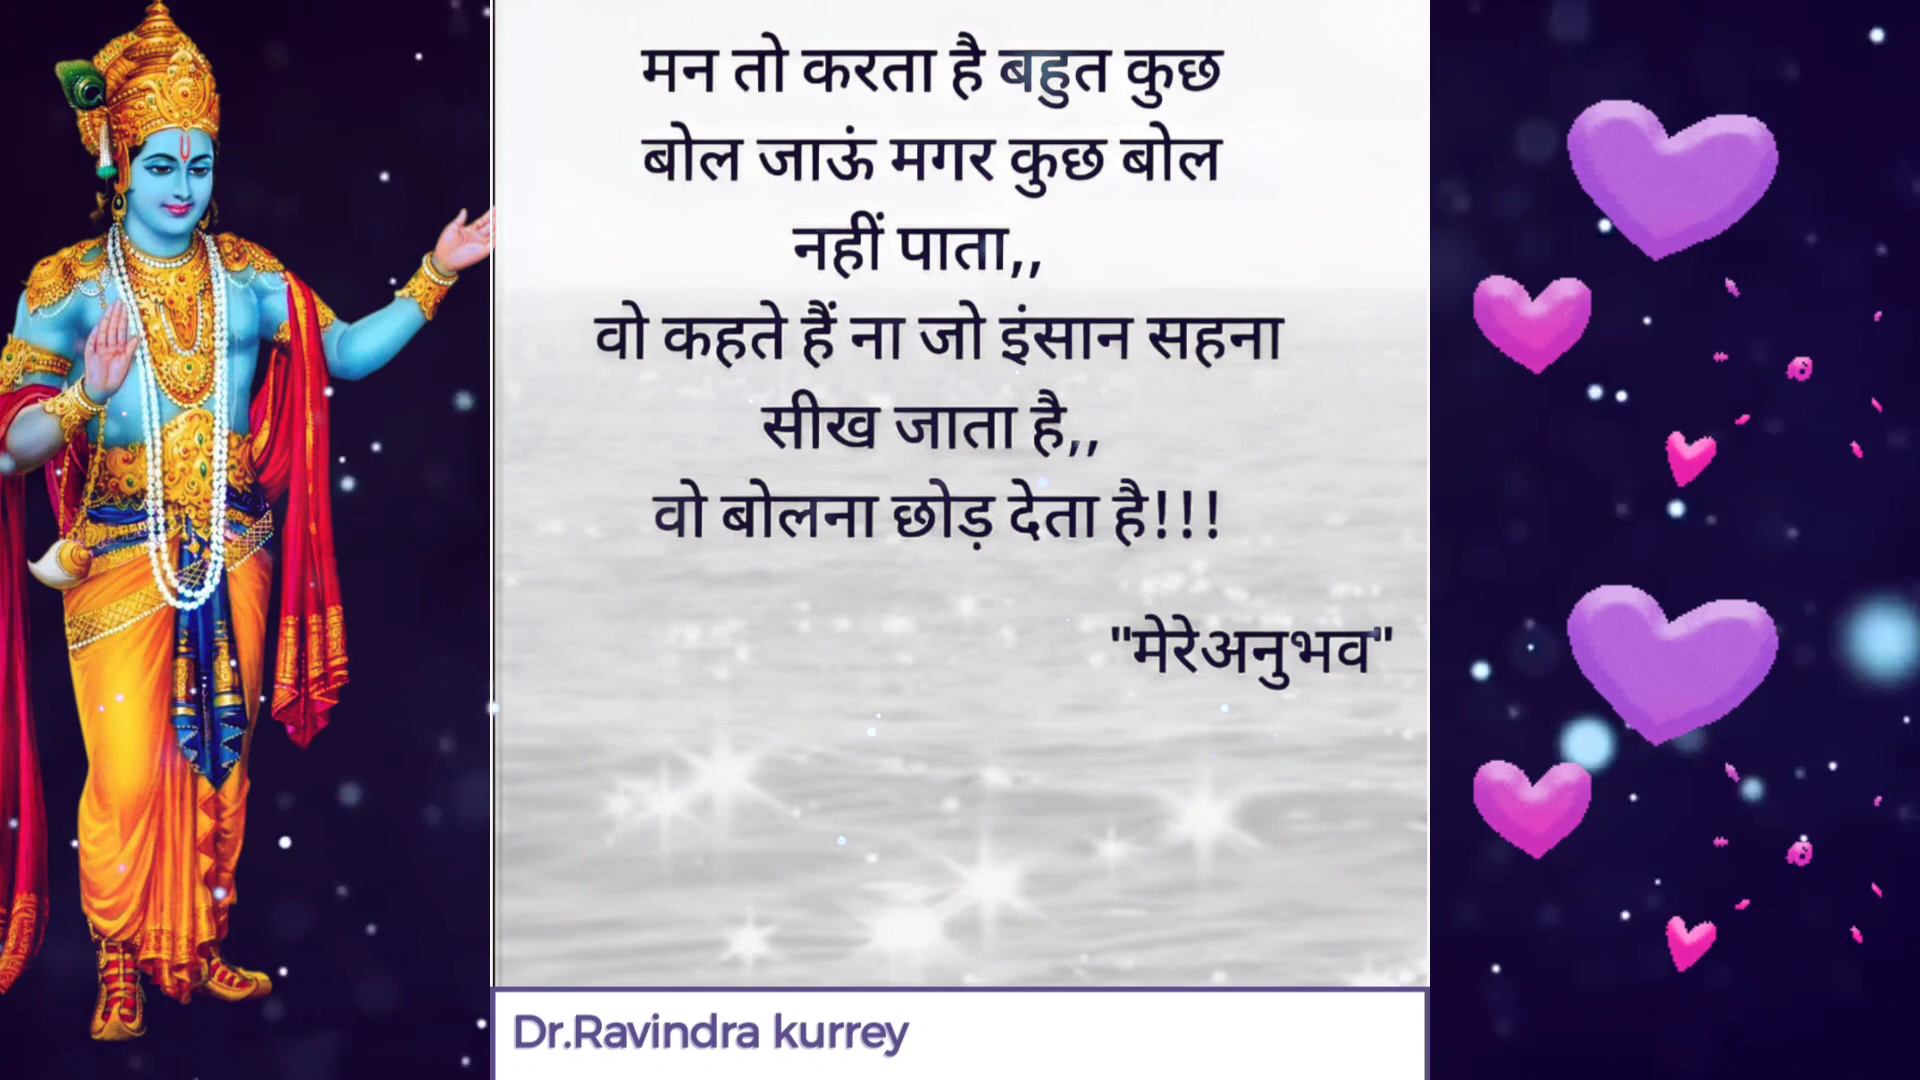 मन तो करता है बहुत कुछ
बोल जाऊं मगर कुछ बोल
नहीं पाता,,
वो कहते हैं ना जो इंसान सहना
सीख जाता है,,
वो बोलना छोड़ देता है!!!
"मेरेअनुभव"
Dr.Ravindra kurrey